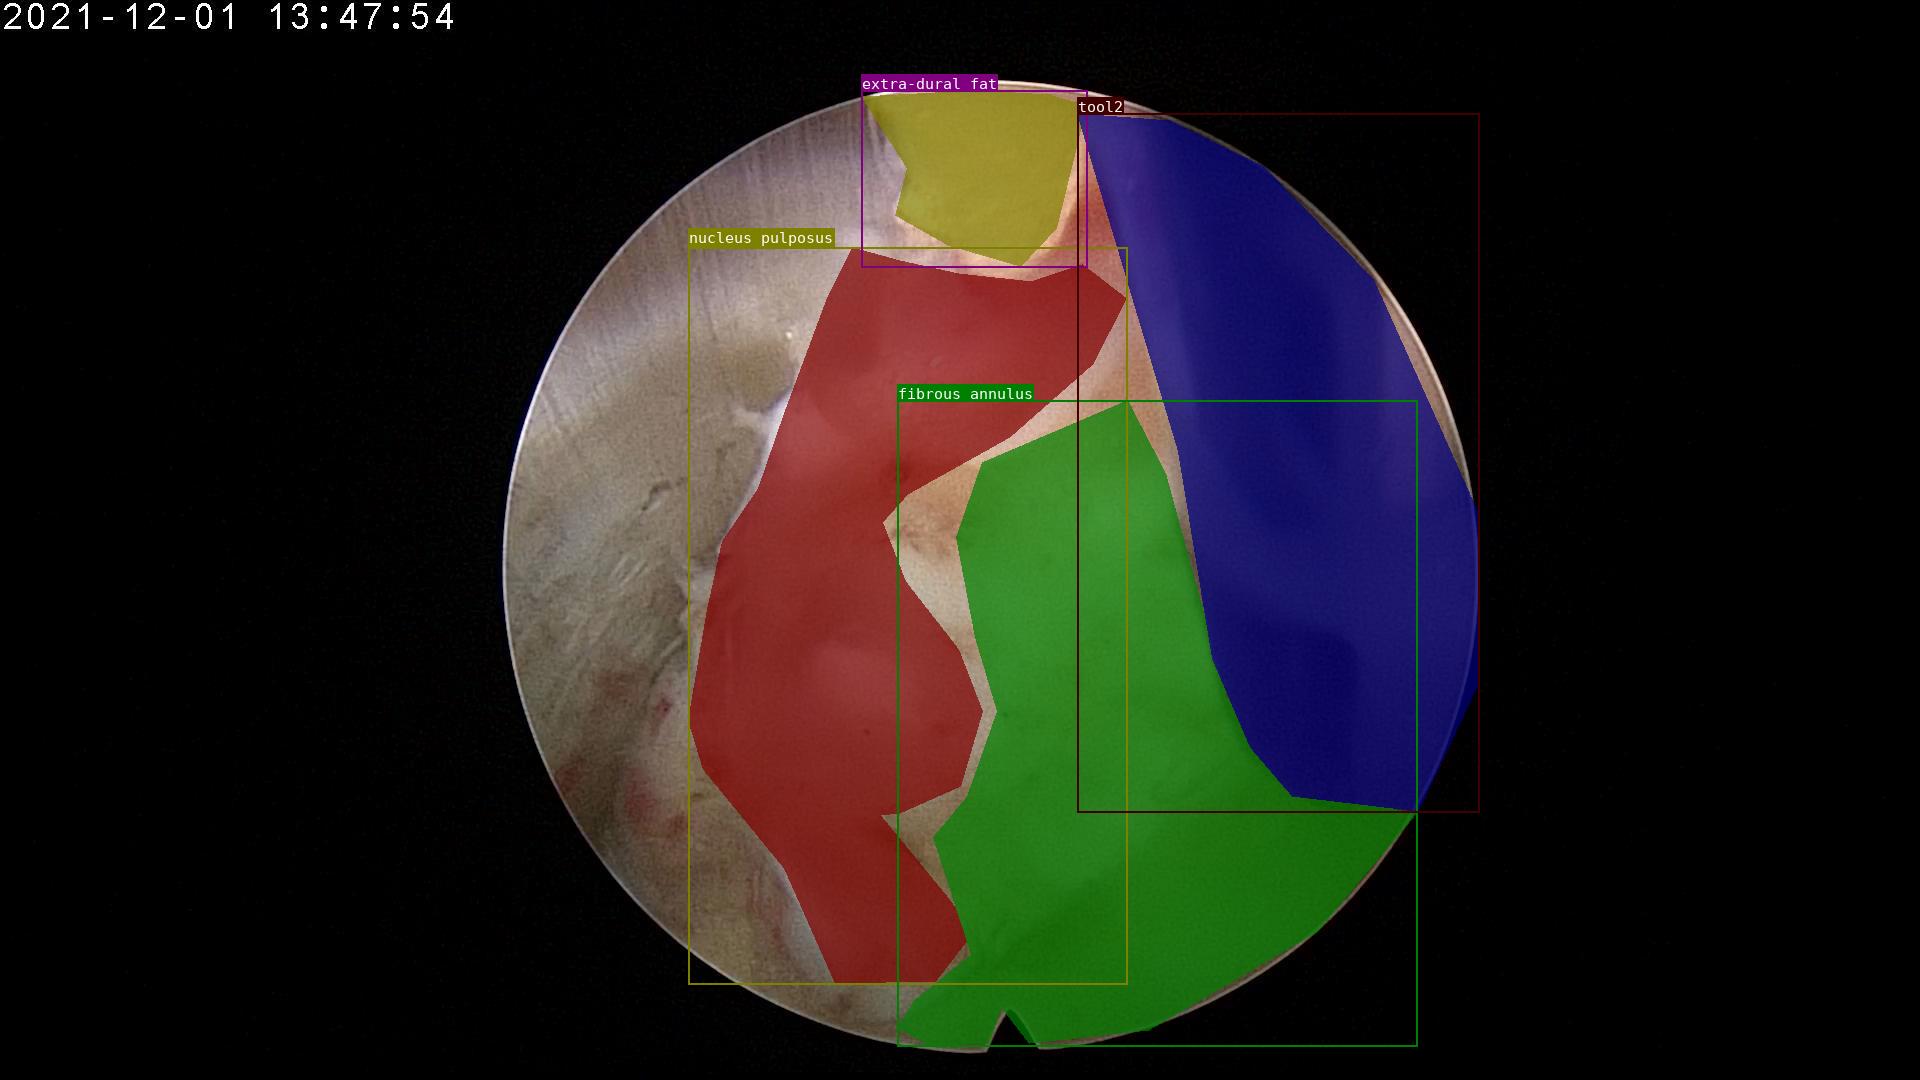 2021-12-01 13:47:54
extra-dural fat
tool2
nucleus pulposus
fibrous annulus